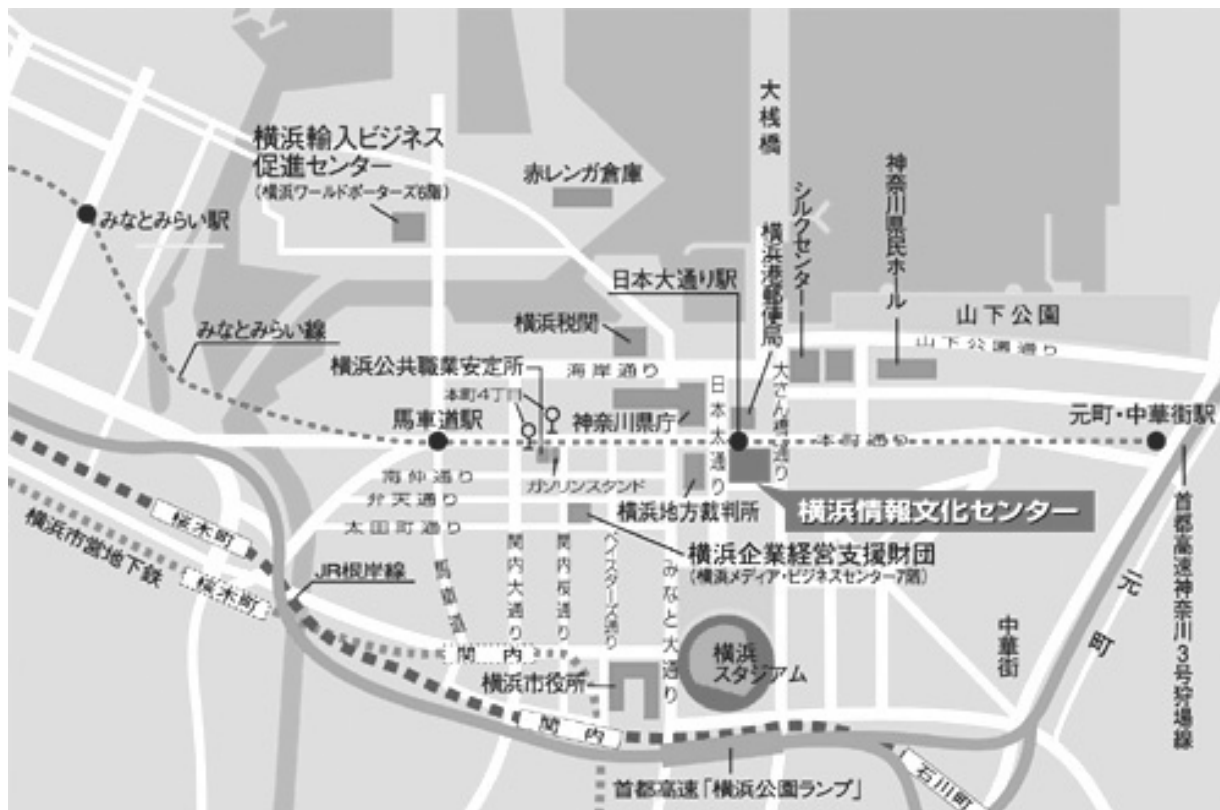 横浜輸入ビジネス
促進センター
(横浜ワールドポーターズ6階)
赤レンガ倉庫
大桟橋
シルクセンター
神奈川県民ホール
横浜港郵便局
みなとみらい駅
日本大通り駅
山下公園
山下公園通り
みなとみらい線
横浜税関
横浜公共職業安定所
海岸通り
本町4丁目
馬車道駅
神奈川県庁
日本大通り
大さん橋通り
本町通り
元町・中華街駅
南仲通り
弁天通り
太田町通り
ガソリンスタンド
横浜地方裁判所
横浜情報文化センター
横浜企業経営支援財団
(横浜メディア・ビジネスセンター7階)
桜木町
横浜市営地下鉄
桜木町
JR根岸線
馬車道
関内大通り
関内桜通り
ベイスターズ通り
みなと大通り
関内
横浜市役所
横浜
スタジアム
中華街
元町
首都高速神奈川3号狩場線
関内
石川町
首都高速「横浜公園ランプ」